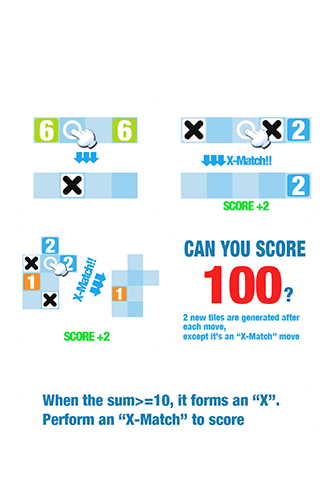 6 6
X X 2
X-Match!!
X
2
SCORE +2
2
X 2
1
X
X-Match!!
1
SCORE +2
CAN YOU SCORE
100?
2 new tiles are generated after
each move,
except it's an “X-Match” move
When the sum>=10, it forms an “X”.
Perform an “X-Match” to score